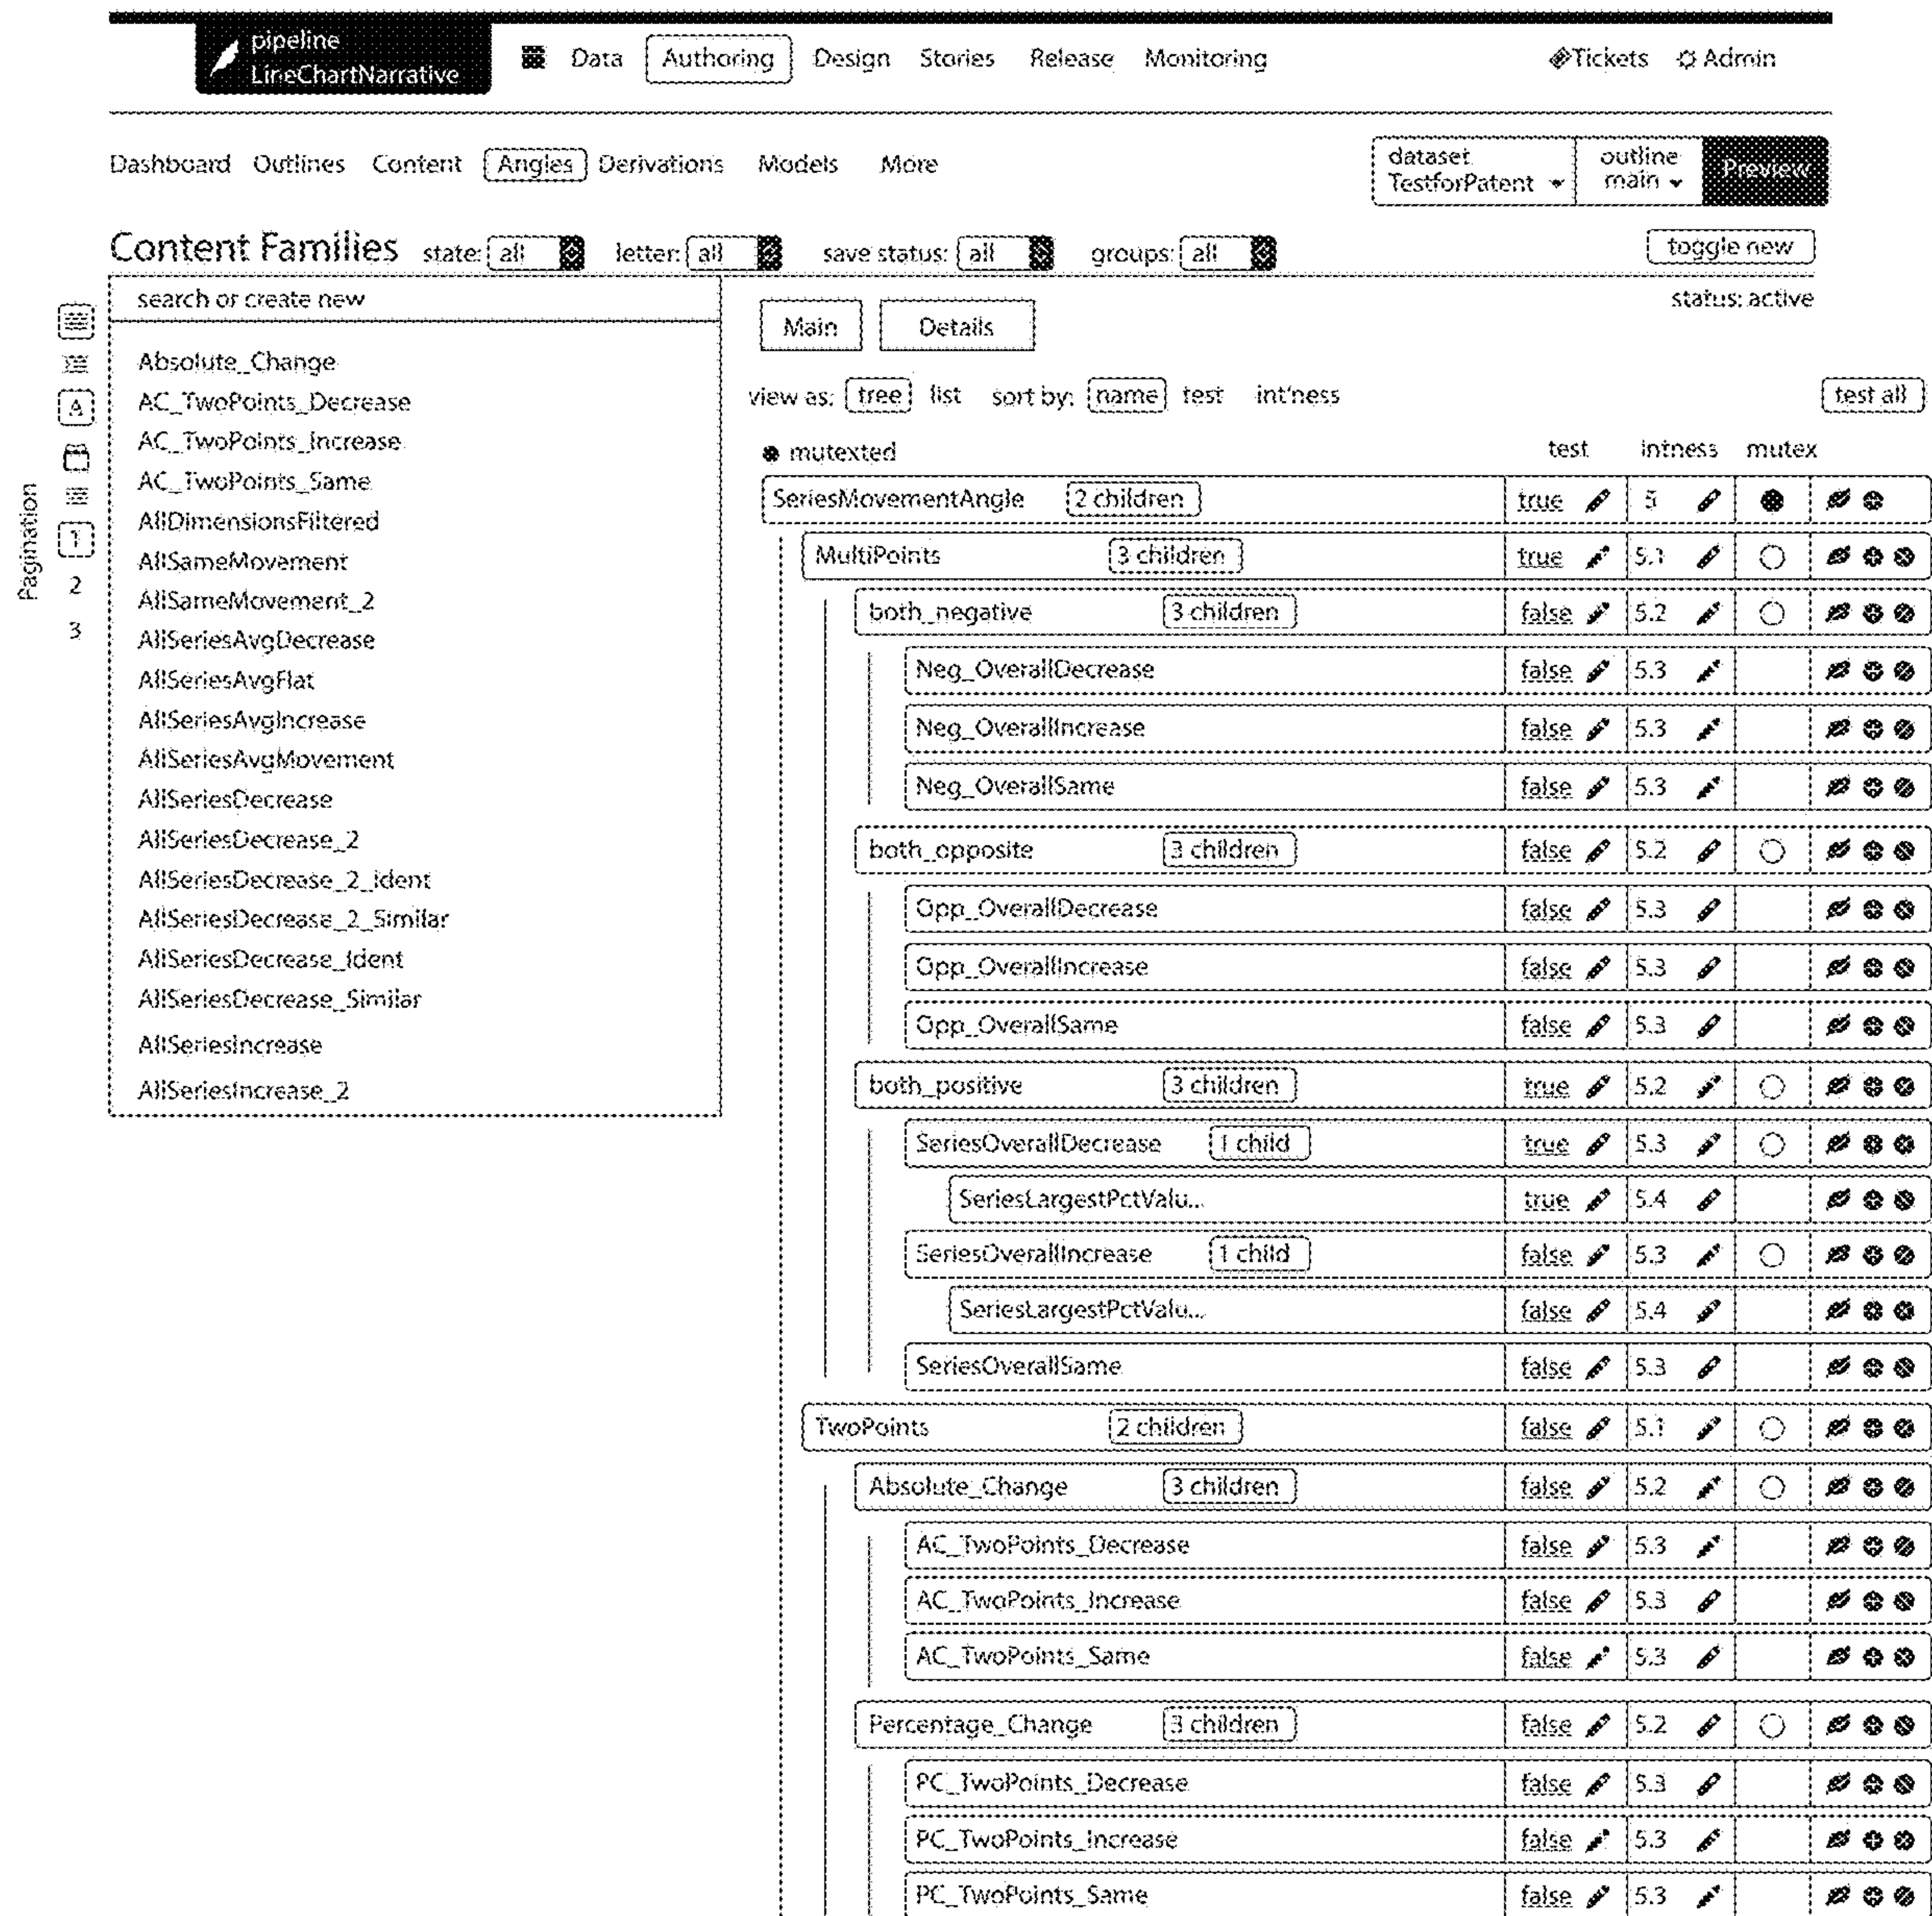 pipeline
LineChartNarrative
Data Authoring Design Stories Release Monitoring Tickets Admin
Dashboard Outlines Content Angles Derivations Models More
dataset TestforPatent
outline main
Preview
Content Families state: all letter: all save status: all groups: all toggle new
status: active
Pagination
A
1
2
3
search or create new
Absolute_Change
AC_TwoPoints_Decrease
AC_TwoPoints_Increase
AC_TwoPoints_Same
AllDimensionsFiltered
AllSameMovement
AllSameMovement_2
AllSeriesAvgDecrease
AllSeriesAvgFlat
AllSeriesAvgIncrease
AllSeriesAvgMovement
AllSeriesDecrease
AllSeriesDecrease_2
AllSeriesDecrease_2_Ident
AllSeriesDecrease_2_Similar
AllSeriesDecrease_Ident
AllSeriesDecrease_Similar
AllSeriesIncrease
AllSeriesIncrease_2
Main Details
view as: tree list sort by: name test int'ness test all
mutexted test intness mutex
SeriesMovementAngle 2 children true 5
MultiPoints 3 children true 5.1
both_negative 3 children false 5.2
Neg_OverallDecrease false 5.3
Neg_OverallIncrease false 5.3
Neg_OverallSame false 5.3
both_opposite 3 children false 5.2
Opp_OverallDecrease false 5.3
Opp_OverallIncrease false 5.3
Opp_OverallSame false 5.3
both_positive 3 children true 5.2
SeriesOverallDecrease 1 child true 5.3
SeriesLargestPctValu... true 5.4
SeriesOverallIncrease 1 child false 5.3
SeriesLargestPctValu... false 5.4
SeriesOverallSame false 5.3
TwoPoints 2 children false 5.1
Absolute_Change 3 children false 5.2
AC_TwoPoints_Decrease false 5.3
AC_TwoPoints_Increase false 5.3
AC_TwoPoints_Same false 5.3
Percentage_Change 3 children false 5.2
PC_TwoPoints_Decrease false 5.3
PC_TwoPoints_Increase false 5.3
PC_TwoPoints_Same false 5.3